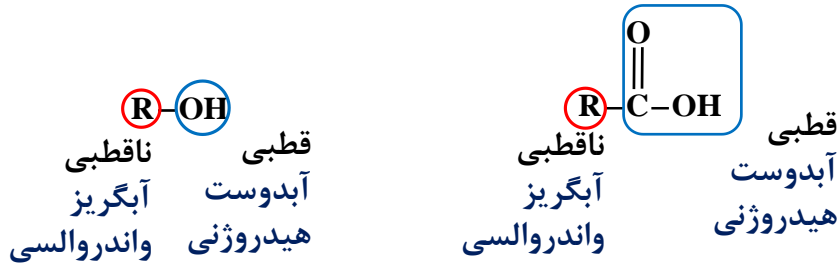 R–OH
ناقطبی
آبگریز
واندروالسی
قطبی
آبدوست
هیدروژنی
O
R–C–OH
ناقطبی
آبگریز
واندروالسی
قطبی
آبدوست
هیدروژنی